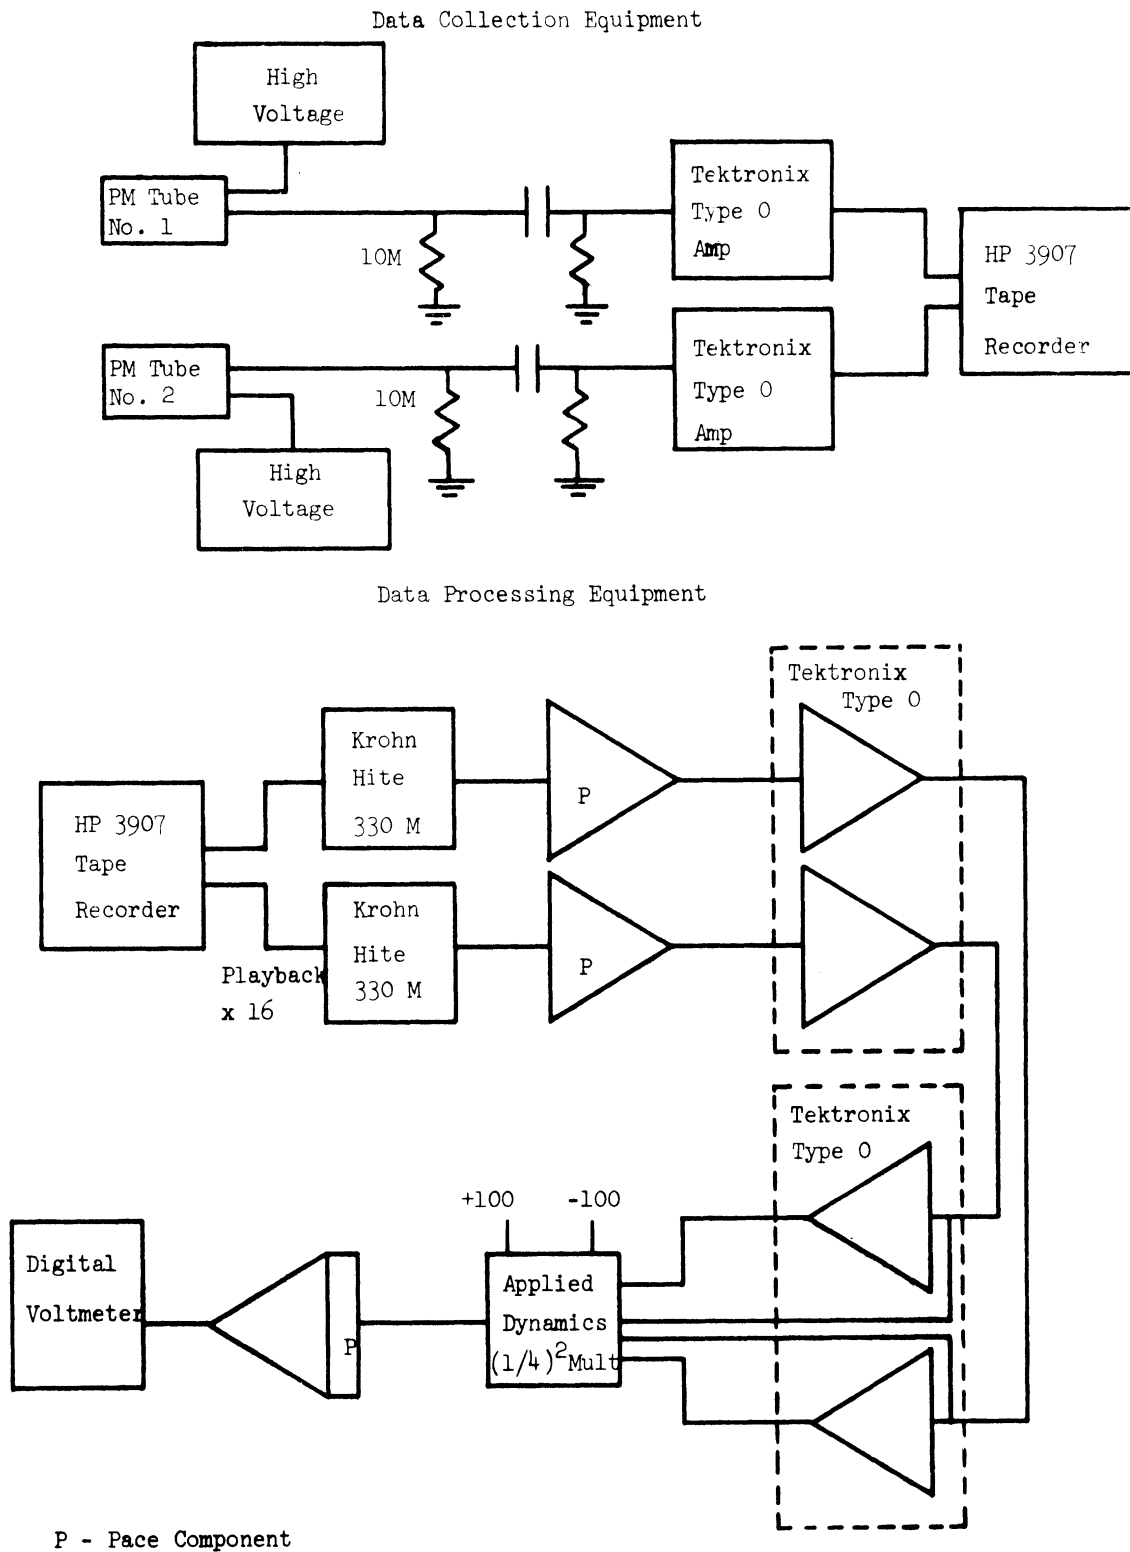 Data Collection Equipment
High
Voltage
PM Tube
No. 1
10M
Tektronix
Type O
Amp
HP 3907
Tape
Recorder
PM Tube
No. 2
10M
Tektronix
Type O
Amp
High
Voltage
Data Processing Equipment
HP 3907
Tape
Recorder
Playback
x 16
Krohn
Hite
330 M
Krohn
Hite
330 M
P
P
Tektronix
Type O
Tektronix
Type O
+100
-100
Applied
Dynamics
(1/4)²Mult
P
Digital
Voltmeter
P - Pace Component